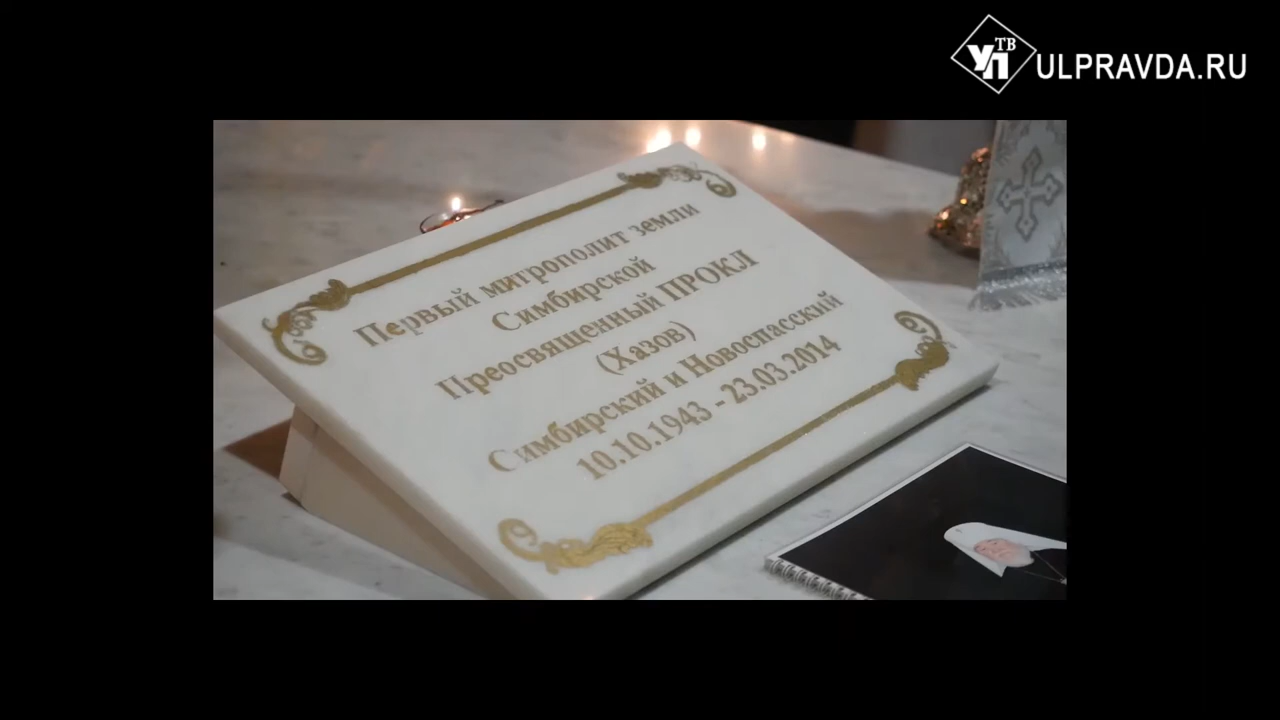 УП ТВ ULPRAVDA.RU
Первый митрополит земли
Симбирской
Преосвященный ПРОКЛ
(Хазов)
Симбирский и Новоспасский
10.10.1943 - 23.03.2014